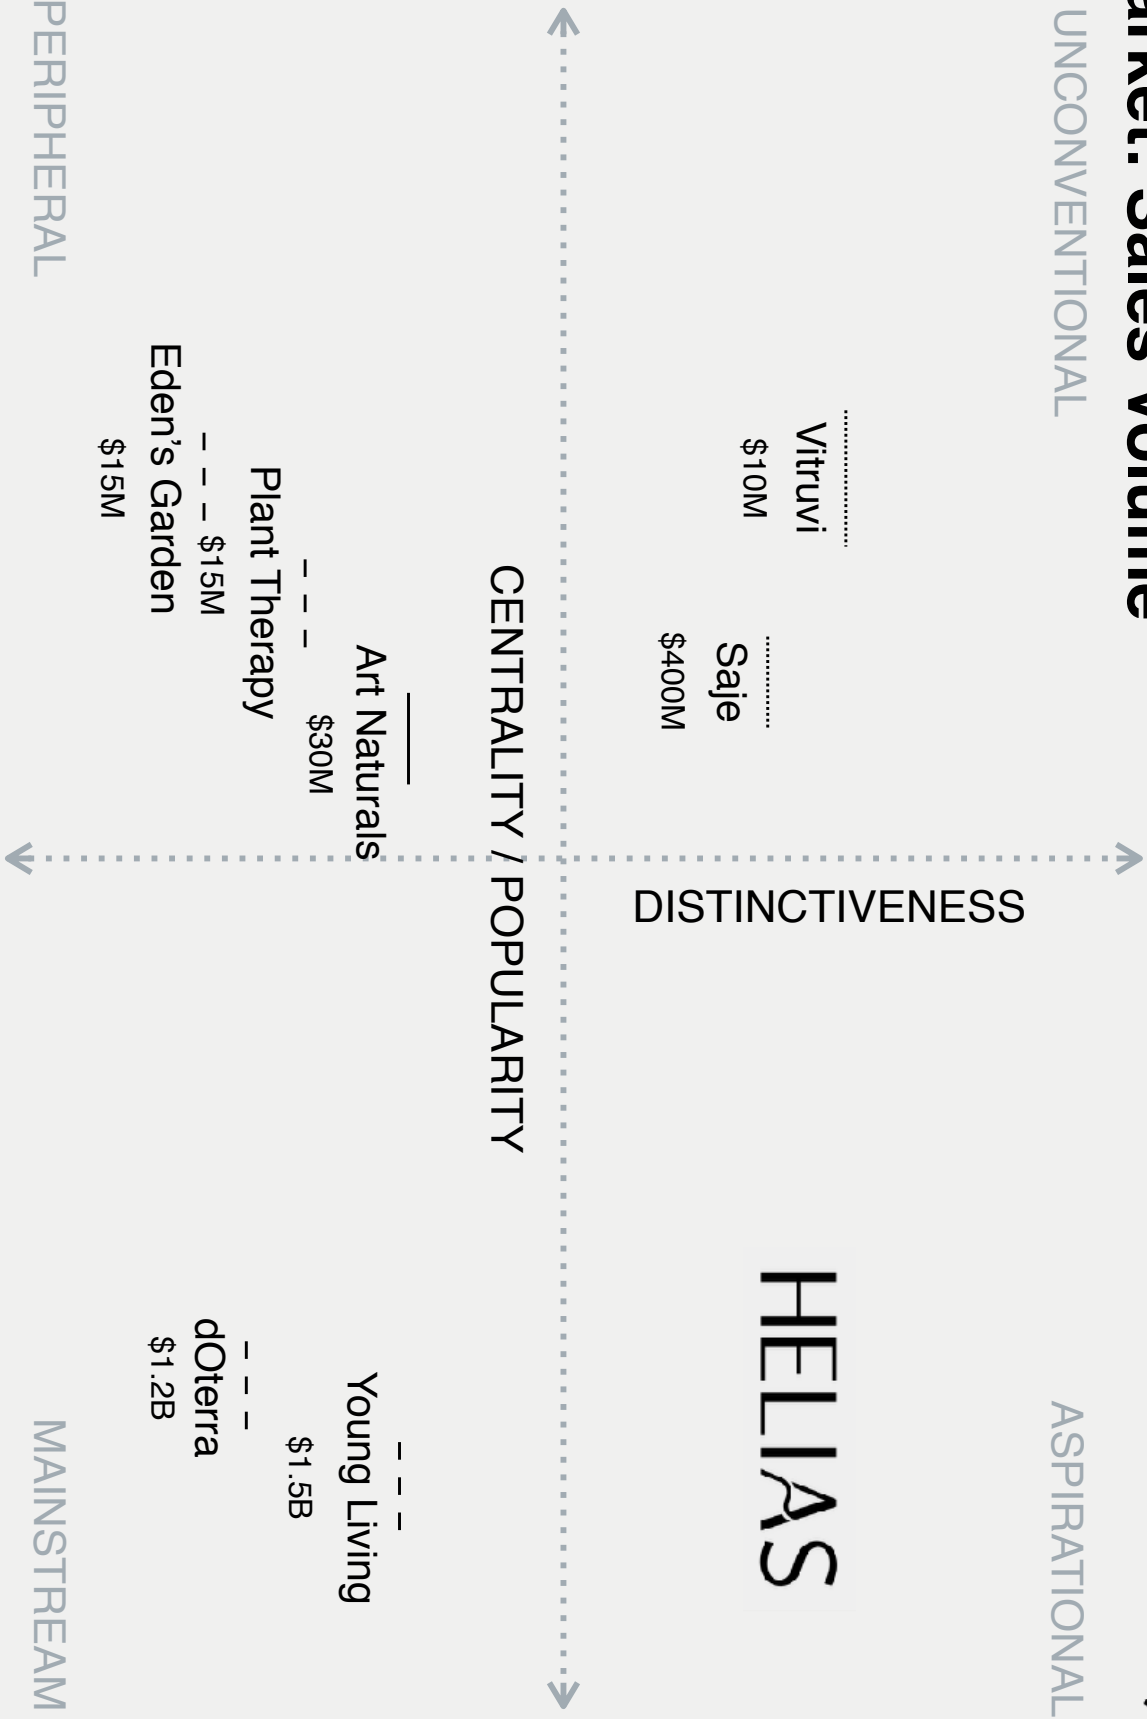 Sales Volume
UNCONVENTIONAL
ASPIRATIONAL
Vitruvi
$10M
Saje
$400M
HELIAS
DISTINCTIVENESS
CENTRALITY / POPULARITY
Art Naturals
$30M
Plant Therapy
$15M
Eden's Garden
$15M
Young Living
$1.5B
dOterra
$1.2B
PERIPHERAL
MAINSTREAM